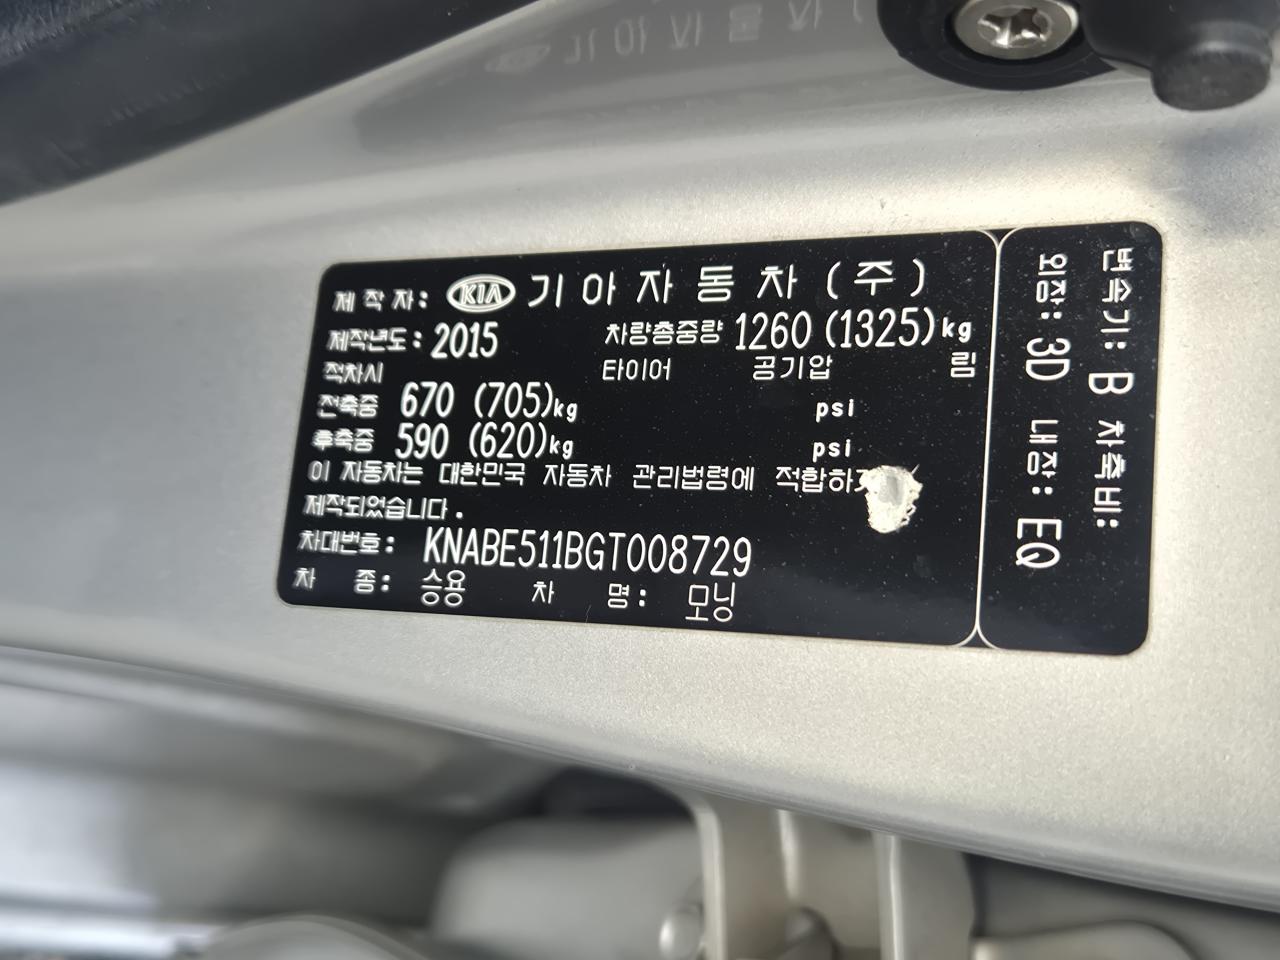 제 작 자: KIA 기 아 자 동 차 ( 주 )
제작년도: 2015 차량총중량 1260 (1325)kg
적차시 타이어 공기압 림
전축중 670 (705)kg psi
후축중 590 (620)kg psi
이 자동차는 대한민국 자동차 관리법령에 적합하
제작되었습니다.
차대번호: KNABE511BGT008729
차 종: 승용 차 명: 모닝
변속기: B 차축비:
외장: 3D 내장: EQ